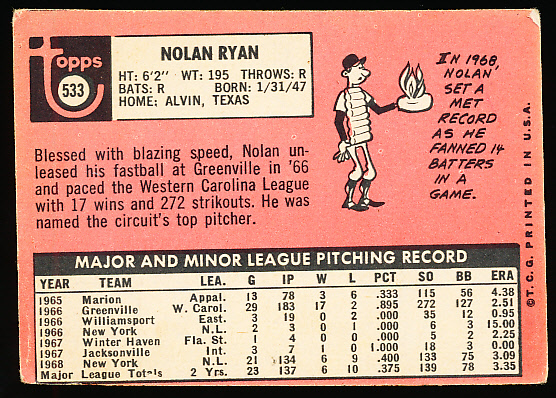 topps
533
NOLAN RYAN
HT: 6'2" WT: 195 THROWS: R
BATS: R BORN: 1/31/47
HOME: ALVIN, TEXAS
Blessed with blazing speed, Nolan un-
leased his fastball at Greenville in '66
and paced the Western Carolina League
with 17 wins and 272 strikouts. He was
named the circuit's top pitcher.
IN 1968,
NOLAN
SET A
MET
RECORD
AS HE
FANNED 14
BATTERS
IN A
GAME.
©T.C.G. PRINTED IN U.S.A.
MAJOR AND MINOR LEAGUE PITCHING RECORD
YEAR TEAM LEA. G IP W L PCT SO BB ERA
1965 Marion Appal. 13 78 3 6 .333 115 56 4.38
1966 Greenville W. Carol. 29 183 17 2 .895 272 127 2.51
1966 Williamsport East. 3 19 0 2 .000 35 12 0.95
1966 New York N.L. 2 3 0 1 .000 6 3 15.00
1967 Winter Haven Fla. St. 1 4 0 0 .000 5 2 2.25
1967 Jacksonville Int. 3 7 1 0 1.000 18 3 0.00
1968 New York N.L. 21 134 6 9 .400 133 75 3.09
Major League Totals 2 Yrs. 23 137 6 10 .375 139 78 3.35